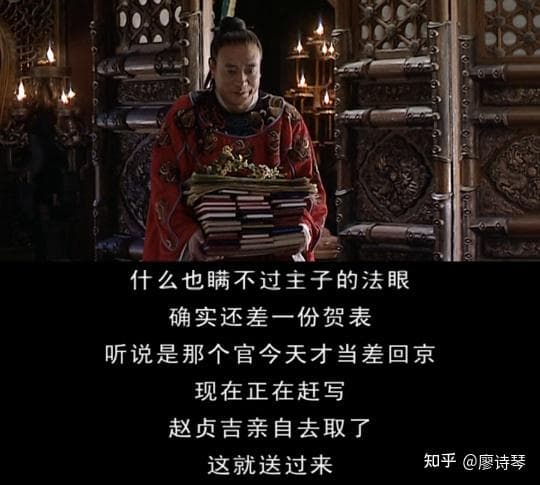 什么也瞒不过主子的法眼
确实还差一份贺表
听说是那个官今天才当差回京
现在正在赶写
赵贞吉亲自去取了
这就送过来
知乎 @廖诗琴